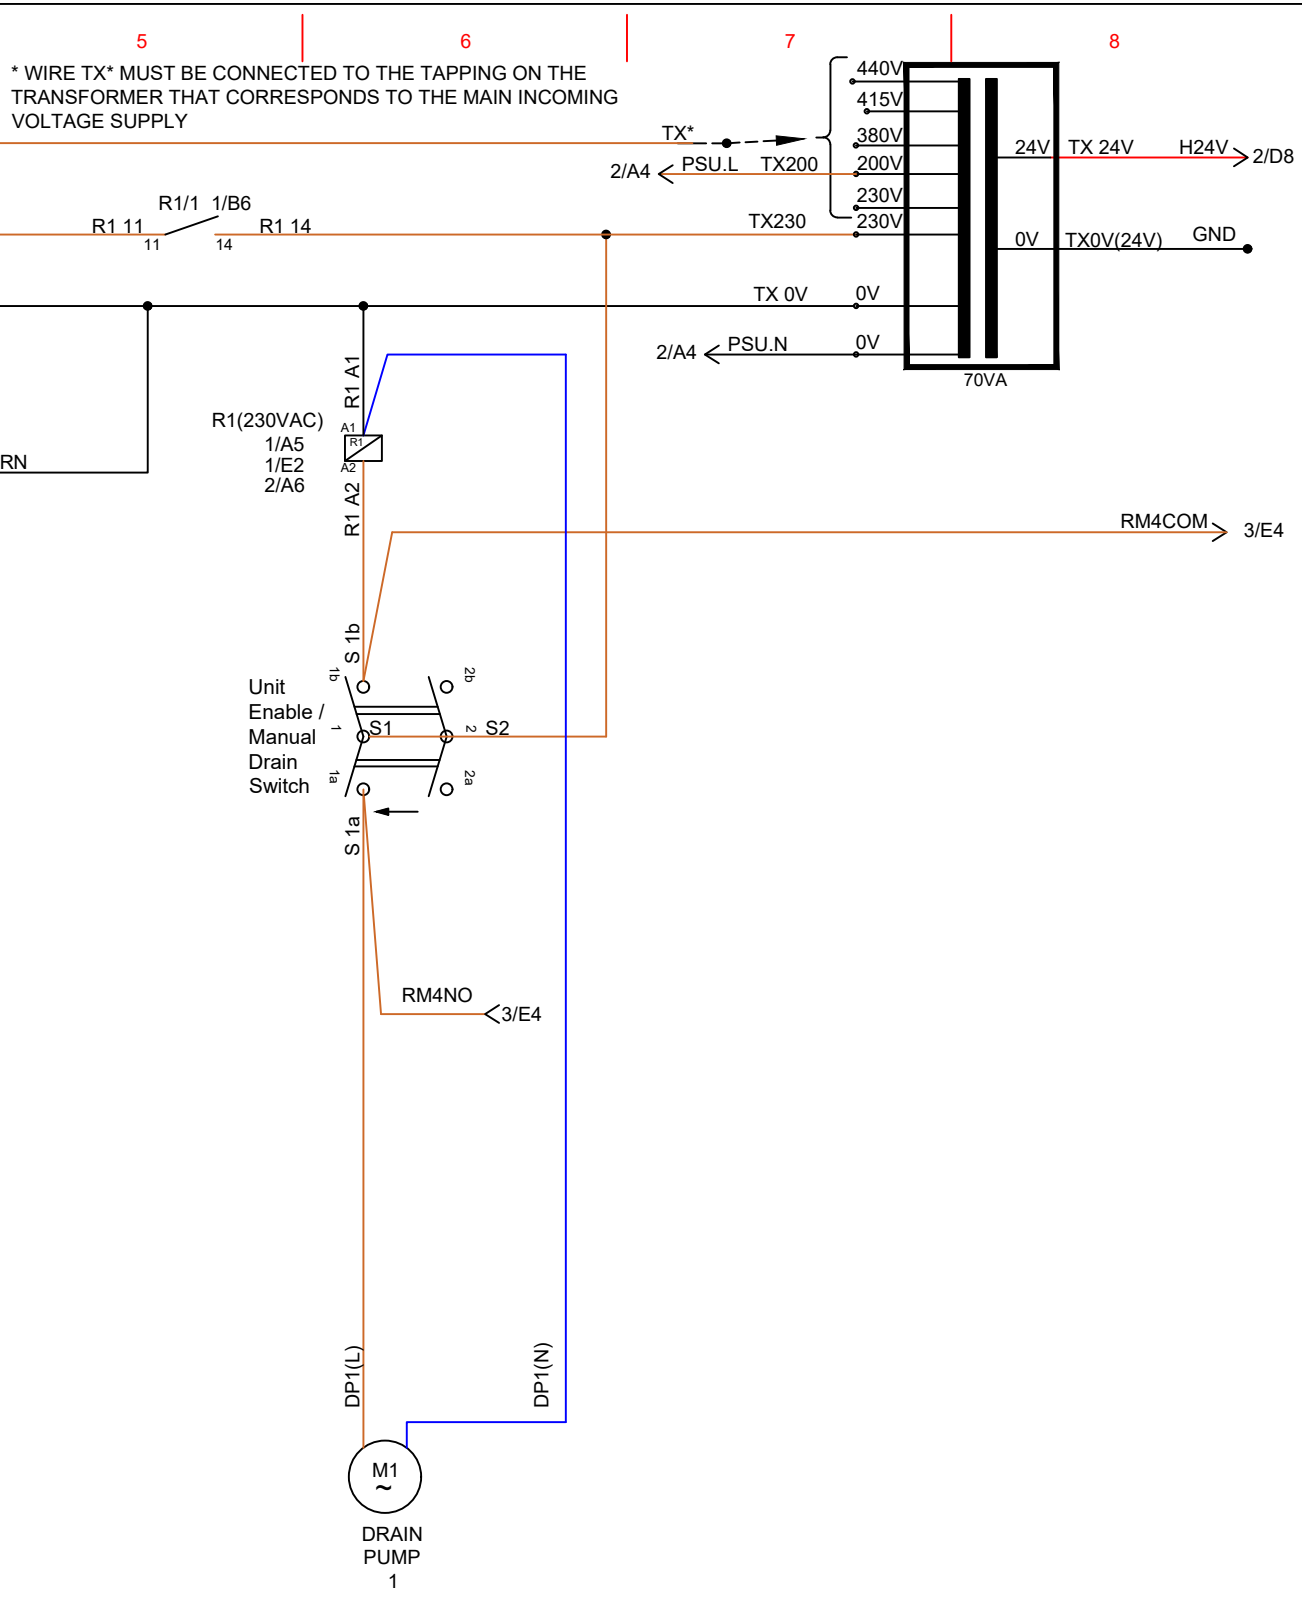 5
6
7
8
* WIRE TX* MUST BE CONNECTED TO THE TAPPING ON THE
TRANSFORMER THAT CORRESPONDS TO THE MAIN INCOMING
VOLTAGE SUPPLY
440V
415V
TX*
380V
2/A4
PSU.L
TX200
200V
24V
TX 24V
H24V
2/D8
230V
R1/1 1/B6
R1 11
11
14
R1 14
TX230
230V
0V
TX0V(24V)
GND
TX 0V
0V
2/A4
PSU.N
0V
70VA
R1 A1
R1(230VAC)
1/A5
1/E2
2/A6
A1
R1
A2
RN
R1 A2
RM4COM
3/E4
S 1b
1b
2b
Unit
Enable /
Manual
Drain
Switch
1
S1
2
S2
1a
2a
S 1a
RM4NO
3/E4
DP1(L)
DP1(N)
M1
~
DRAIN
PUMP
1